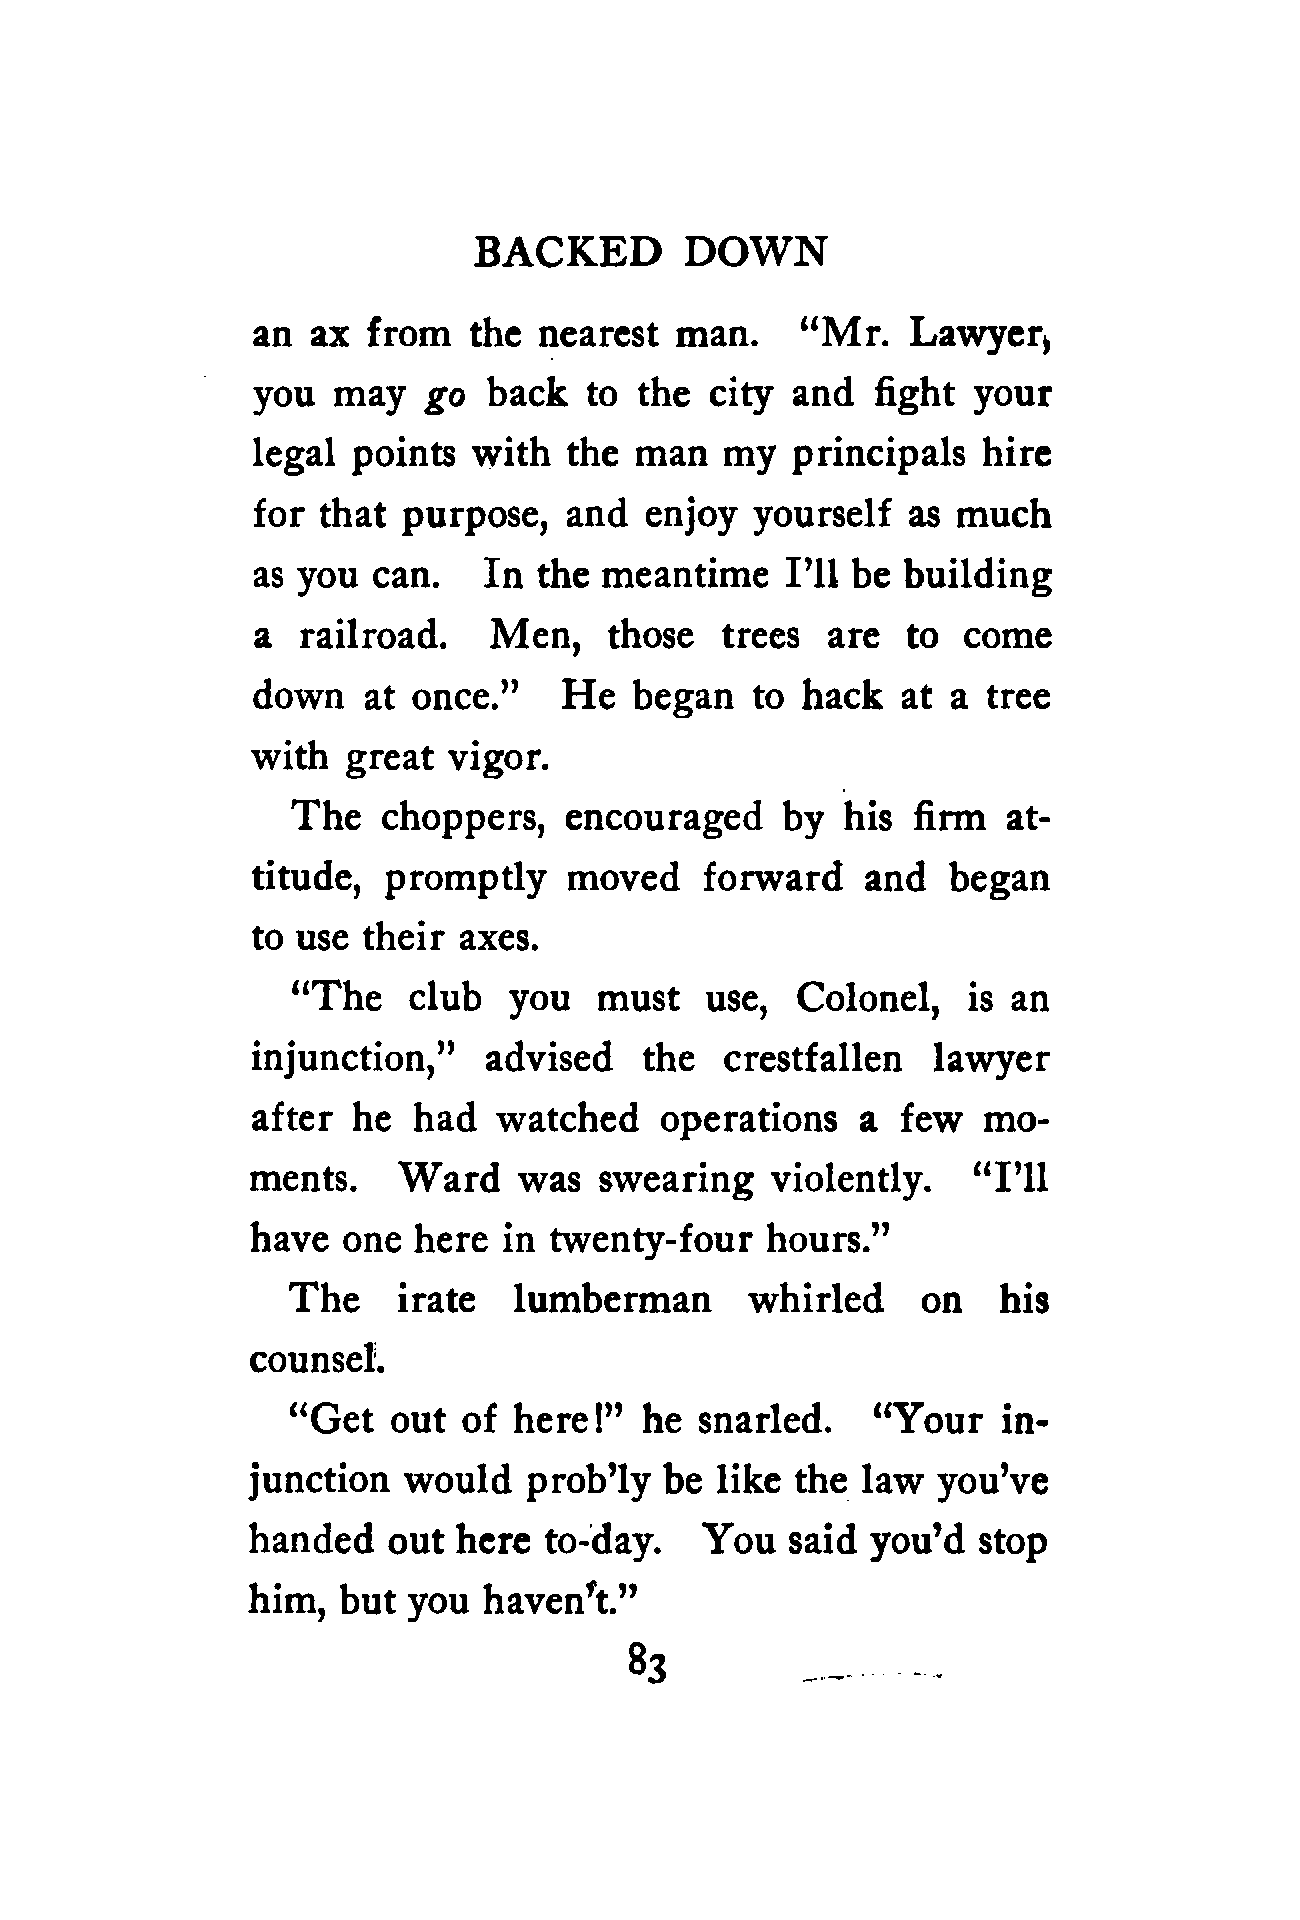 BACKED DOWN
an ax from the nearest man. “Mr. Lawyer,
you may go back to the city and fight your
legal points with the man my principals hire
for that purpose, and enjoy yourself as much
as you can. In the meantime I’ll be building
a railroad. Men, those trees are to come
down at once.” He began to hack at a tree
with great vigor.
The choppers, encouraged by his firm at-
titude, promptly moved forward and began
to use their axes.
“The club you must use, Colonel, is an
injunction,” advised the crestfallen lawyer
after he had watched operations a few mo-
ments. Ward was swearing violently. “I’ll
have one here in twenty-four hours.”
The irate lumberman whirled on his
counsel.
“Get out of here!” he snarled. “Your in-
junction would prob’ly be like the law you’ve
handed out here to-day. You said you’d stop
him, but you haven’t.”
83